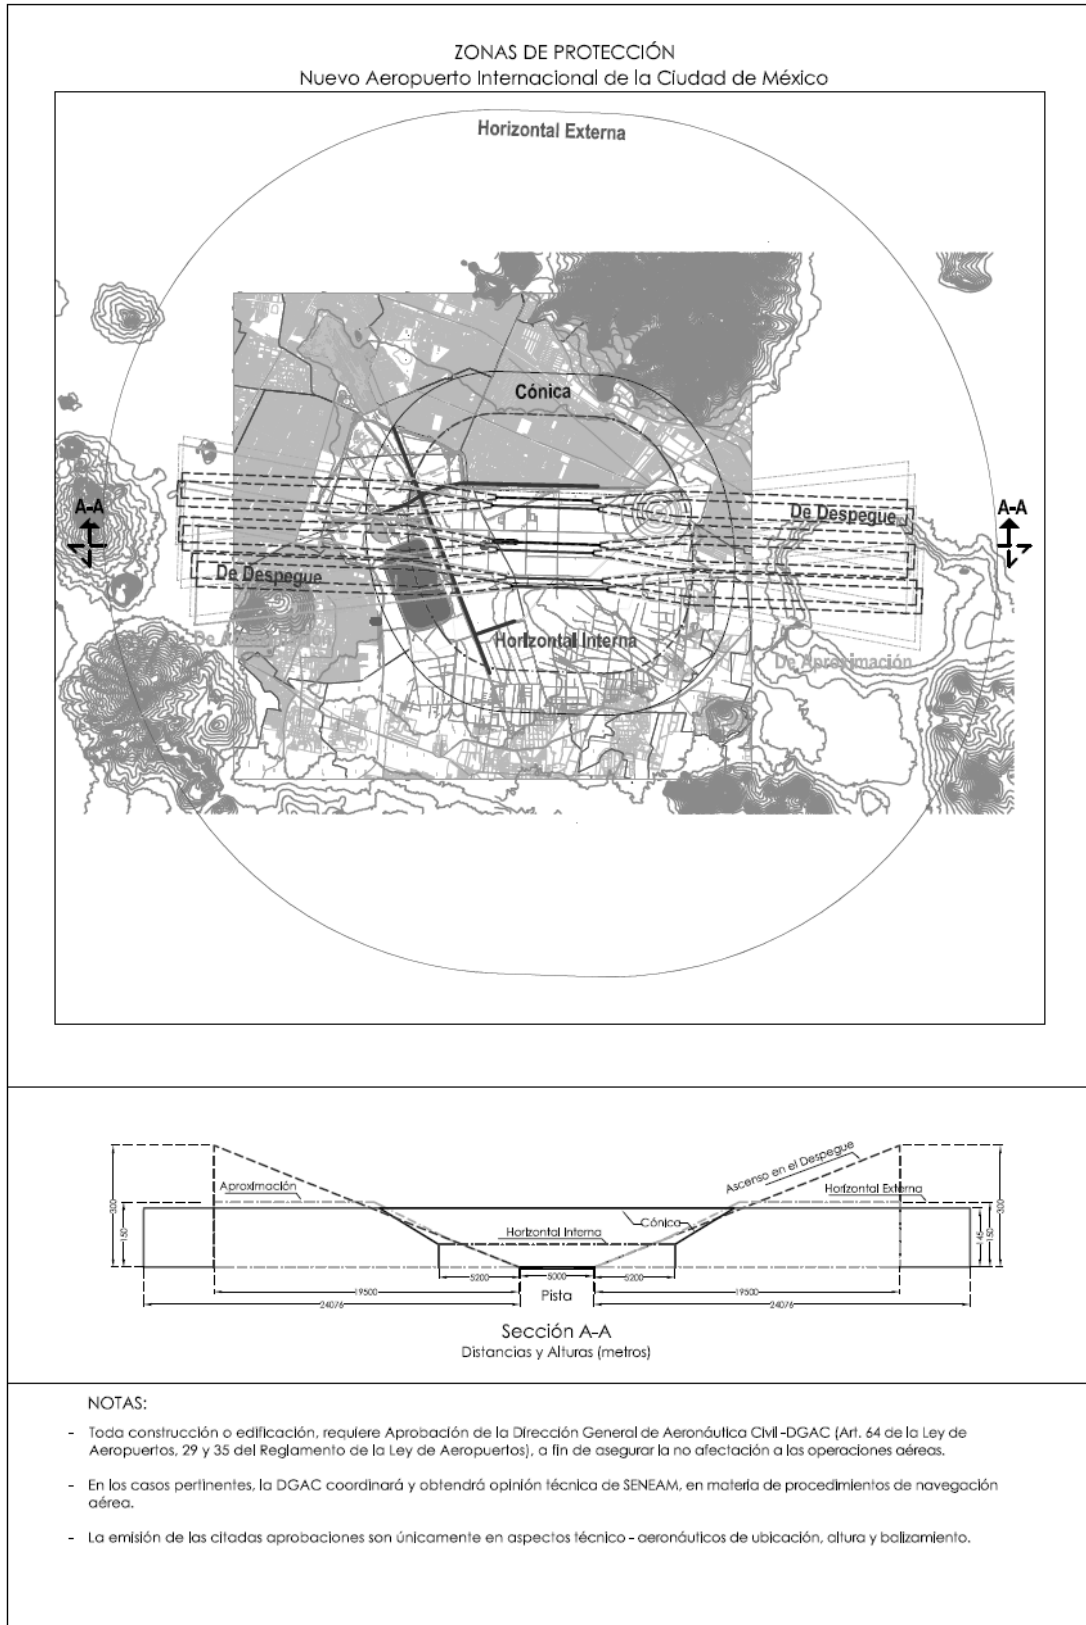 ZONAS DE PROTECCIÓN
Nuevo Aeropuerto Internacional de la Ciudad de México
Horizontal Externa
Cónica
A-A
De Despegue
A-A
De Despegue
Horizontal Interna
De Aproximación
Ascenso en el Despegue
Aproximación
Horizontal Externa
Cónica
Horizontal Interna
300
150
145
150
300
5200
5000
5200
Pista
19500
19500
24076
24076
Sección A-A
Distancias y Alturas (metros)
NOTAS:
- Toda construcción o edificación, requiere Aprobación de la Dirección General de Aeronáutica Civil -DGAC (Art. 64 de la Ley de
Aeropuertos, 29 y 35 del Reglamento de la Ley de Aeropuertos), a fin de asegurar la no afectación a las operaciones aéreas.
- En los casos pertinentes, la DGAC coordinará y obtendrá opinión técnica de SENEAM, en materia de procedimientos de navegación
aérea.
- La emisión de las citadas aprobaciones son únicamente en aspectos técnico - aeronáuticos de ubicación, altura y balizamiento.